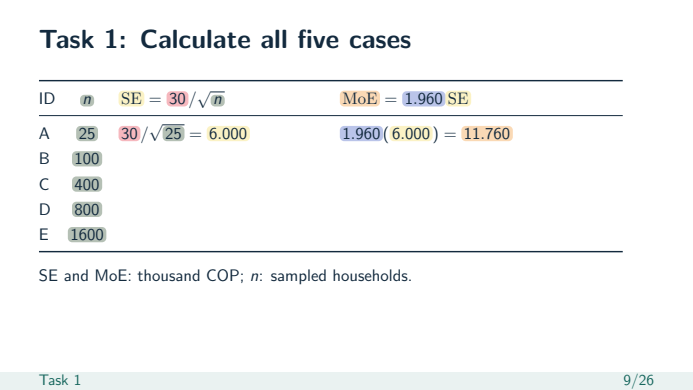 Task 1: Calculate all five cases
ID n SE = 30/√n MoE = 1.960 SE
A 25 30/√25 = 6.000 1.960( 6.000 ) = 11.760
B 100
C 400
D 800
E 1600
SE and MoE: thousand COP; n: sampled households.
Task 1 9/26